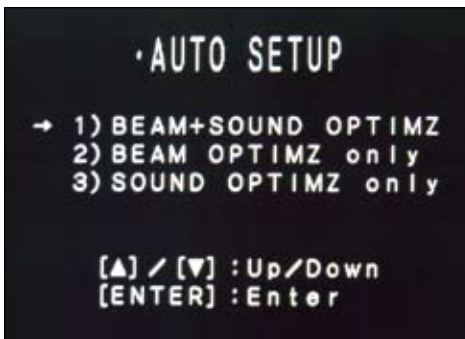 ·AUTO SETUP
→ 1)BEAM+SOUND OPTIMZ
2)BEAM OPTIMZ only
3)SOUND OPTIMZ only
[▲]/[▼]:Up/Down
[ENTER]:Enter